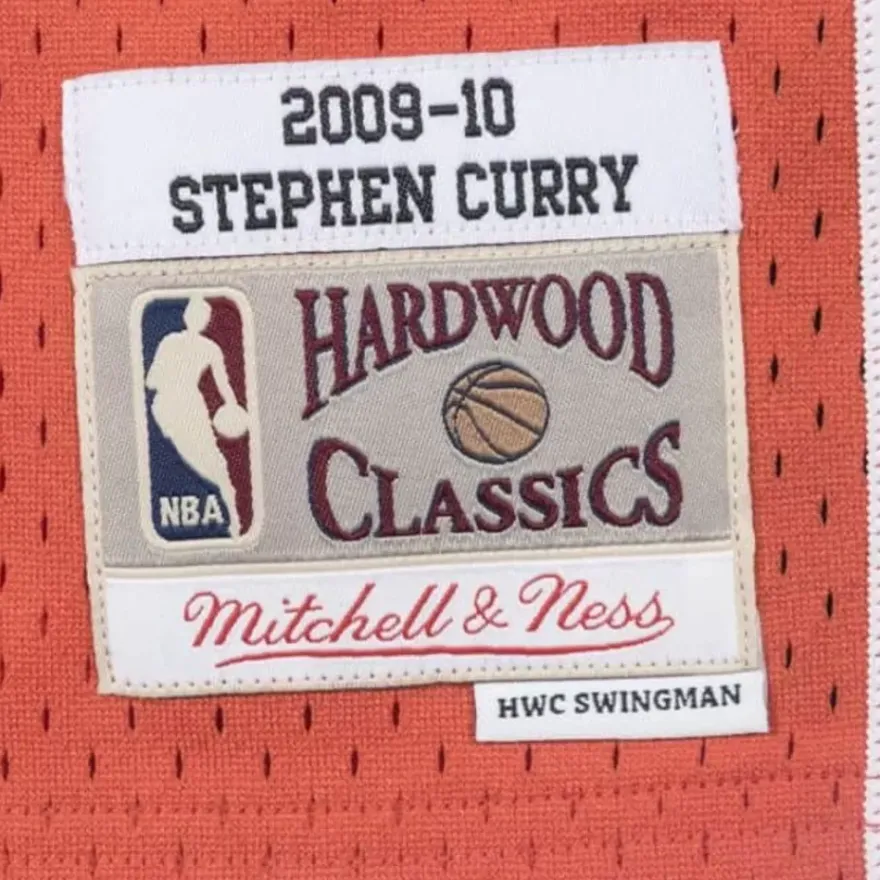 2009-10
STEPHEN CURRY
HARDWOOD
CLASSICS
NBA
Mitchell & Ness
HWC SWINGMAN